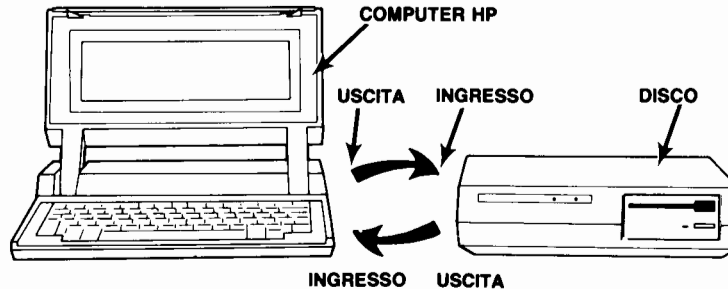 COMPUTER HP
USCITA INGRESSO DISCO
INGRESSO USCITA